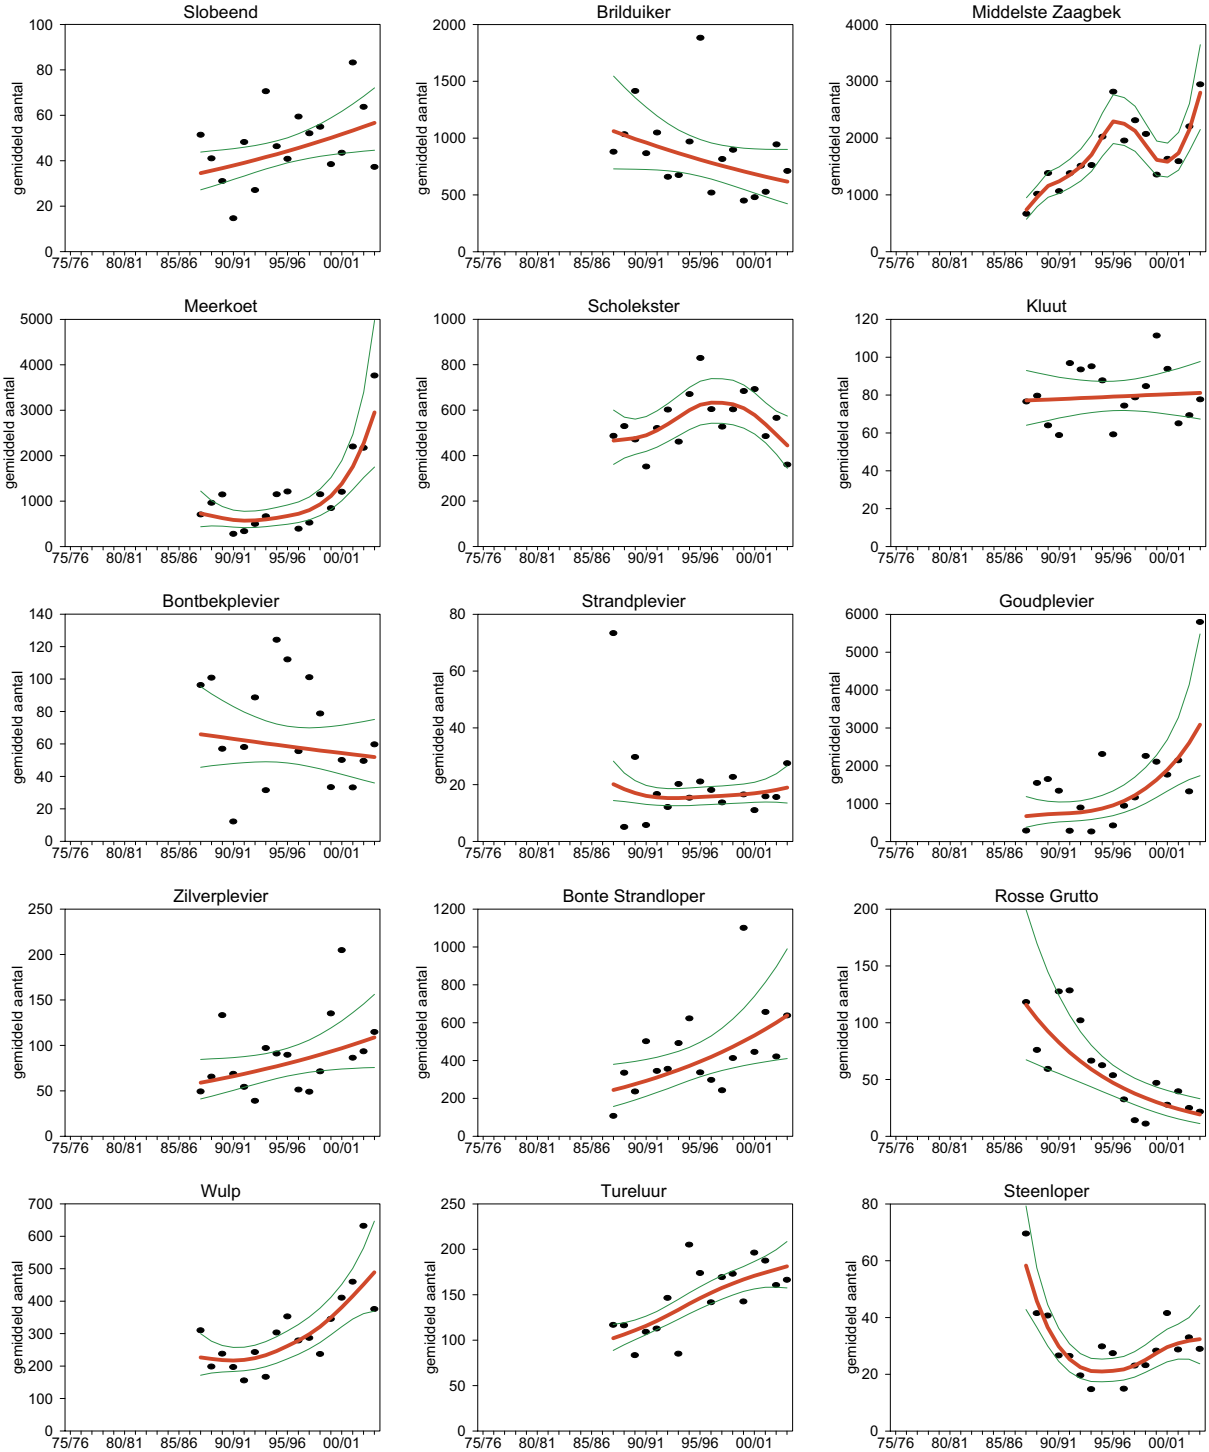 Slobeend
gemiddeld aantal
100
80
60
40
20
0
75/76 80/81 85/86 90/91 95/96 00/01
Brilduiker
gemiddeld aantal
2000
1500
1000
500
0
75/76 80/81 85/86 90/91 95/96 00/01
Middelste Zaagbek
gemiddeld aantal
4000
3000
2000
1000
0
75/76 80/81 85/86 90/91 95/96 00/01
Meerkoet
gemiddeld aantal
5000
4000
3000
2000
1000
0
75/76 80/81 85/86 90/91 95/96 00/01
Scholekster
gemiddeld aantal
1000
800
600
400
200
0
75/76 80/81 85/86 90/91 95/96 00/01
Kluut
gemiddeld aantal
120
100
80
60
40
20
0
75/76 80/81 85/86 90/91 95/96 00/01
Bontbekplevier
gemiddeld aantal
140
120
100
80
60
40
20
0
75/76 80/81 85/86 90/91 95/96 00/01
Strandplevier
gemiddeld aantal
80
60
40
20
0
75/76 80/81 85/86 90/91 95/96 00/01
Goudplevier
gemiddeld aantal
6000
5000
4000
3000
2000
1000
0
75/76 80/81 85/86 90/91 95/96 00/01
Zilverplevier
gemiddeld aantal
250
200
150
100
50
0
75/76 80/81 85/86 90/91 95/96 00/01
Bonte Strandloper
gemiddeld aantal
1200
1000
800
600
400
200
0
75/76 80/81 85/86 90/91 95/96 00/01
Rosse Grutto
gemiddeld aantal
200
150
100
50
0
75/76 80/81 85/86 90/91 95/96 00/01
Wulp
gemiddeld aantal
700
600
500
400
300
200
100
0
75/76 80/81 85/86 90/91 95/96 00/01
Tureluur
gemiddeld aantal
250
200
150
100
50
0
75/76 80/81 85/86 90/91 95/96 00/01
Steenloper
gemiddeld aantal
80
60
40
20
0
75/76 80/81 85/86 90/91 95/96 00/01